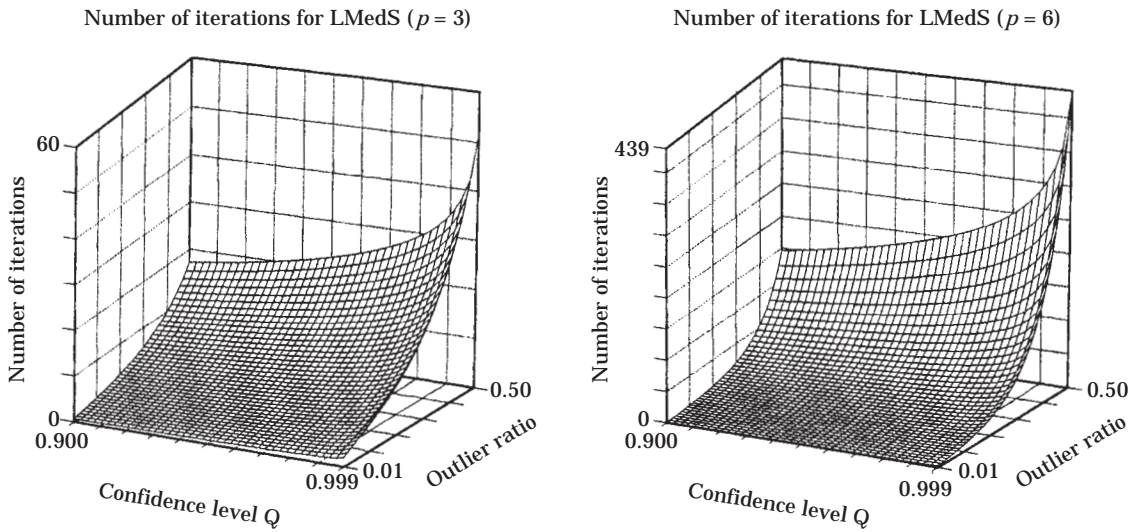 Number of iterations for LMedS (p = 3)
60
Number of iterations
0
0.900
0.999
0.01
0.50
Confidence level Q
Outlier ratio
Number of iterations for LMedS (p = 6)
439
Number of iterations
0
0.900
0.999
0.01
0.50
Confidence level Q
Outlier ratio